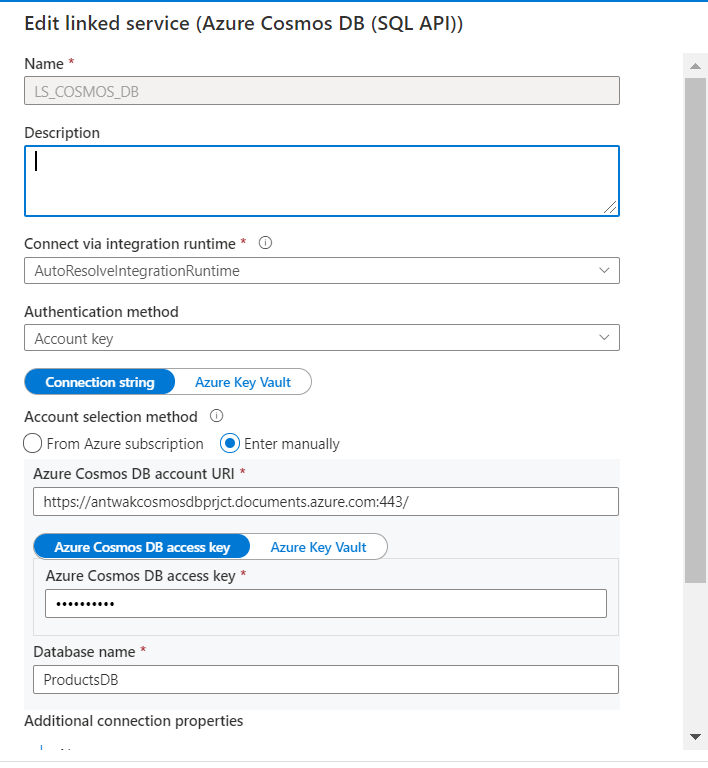 Edit linked service (Azure Cosmos DB (SQL API))
Name *
LS_COSMOS_DB
Description
Connect via integration runtime *
AutoResolveIntegrationRuntime
Authentication method
Account key
Connection string Azure Key Vault
Account selection method
From Azure subscription Enter manually
Azure Cosmos DB account URI *
https://antwakcosmosdbprjct.documents.azure.com:443/
Azure Cosmos DB access key Azure Key Vault
Azure Cosmos DB access key *
••••••••••
Database name *
ProductsDB
Additional connection properties